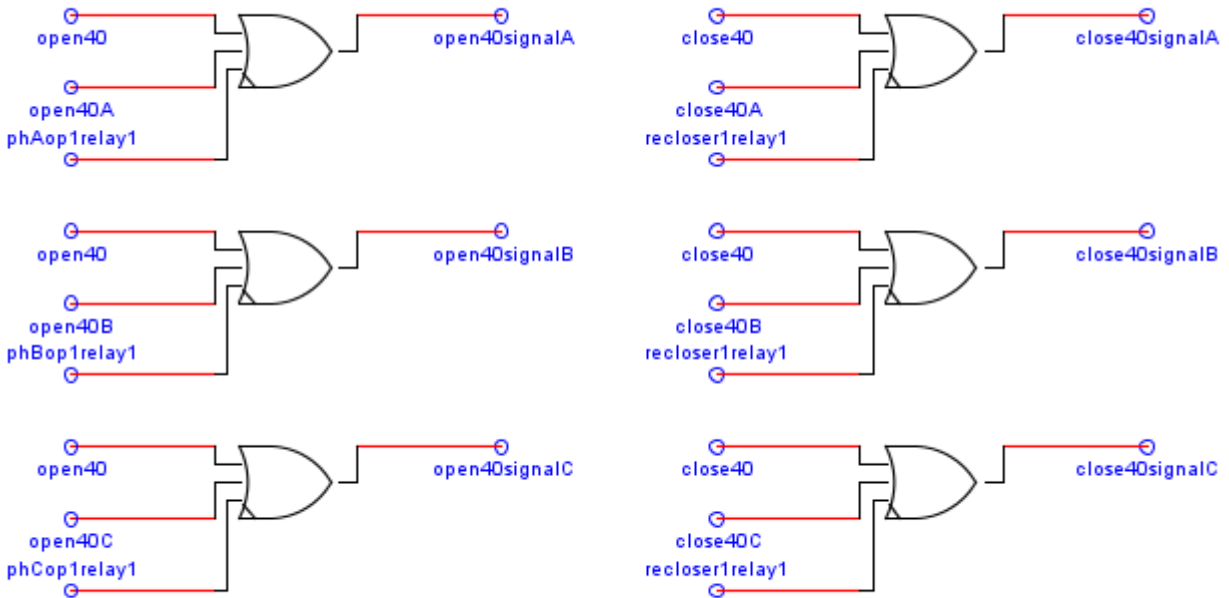 open40
open40signalA
open40A
phAop1relay1
close40
close40signalA
close40A
recloser1relay1
open40
open40signalB
open40B
phBop1relay1
close40
close40signalB
close40B
recloser1relay1
open40
open40signalC
open40C
phCop1relay1
close40
close40signalC
close40C
recloser1relay1